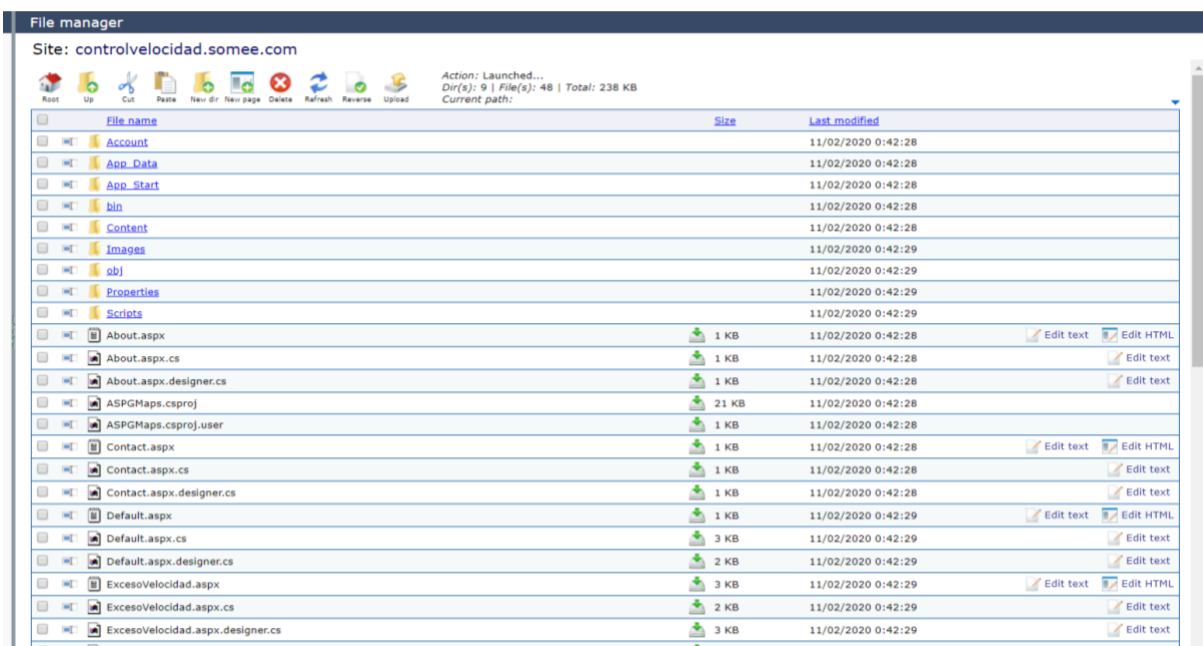 File manager
Site: controlvelocidad.somee.com
Root Up Cut Paste New dir New page Delete Refresh Reverse Upload
Action: Launched...
Dir(s): 9 | File(s): 48 | Total: 238 KB
Current path:
File name Size Last modified
Account 11/02/2020 0:42:28
App_Data 11/02/2020 0:42:28
App_Start 11/02/2020 0:42:28
bin 11/02/2020 0:42:28
Content 11/02/2020 0:42:28
Images 11/02/2020 0:42:29
obj 11/02/2020 0:42:29
Properties 11/02/2020 0:42:29
Scripts 11/02/2020 0:42:29
About.aspx 1 KB 11/02/2020 0:42:28 Edit text Edit HTML
About.aspx.cs 1 KB 11/02/2020 0:42:28 Edit text
About.aspx.designer.cs 1 KB 11/02/2020 0:42:28 Edit text
ASPGMaps.csproj 21 KB 11/02/2020 0:42:28
ASPGMaps.csproj.user 1 KB 11/02/2020 0:42:28
Contact.aspx 1 KB 11/02/2020 0:42:28 Edit text Edit HTML
Contact.aspx.cs 1 KB 11/02/2020 0:42:28 Edit text
Contact.aspx.designer.cs 1 KB 11/02/2020 0:42:28 Edit text
Default.aspx 1 KB 11/02/2020 0:42:29 Edit text Edit HTML
Default.aspx.cs 3 KB 11/02/2020 0:42:29 Edit text
Default.aspx.designer.cs 2 KB 11/02/2020 0:42:29 Edit text
ExcesoVelocidad.aspx 3 KB 11/02/2020 0:42:29 Edit text Edit HTML
ExcesoVelocidad.aspx.cs 2 KB 11/02/2020 0:42:29 Edit text
ExcesoVelocidad.aspx.designer.cs 3 KB 11/02/2020 0:42:29 Edit text